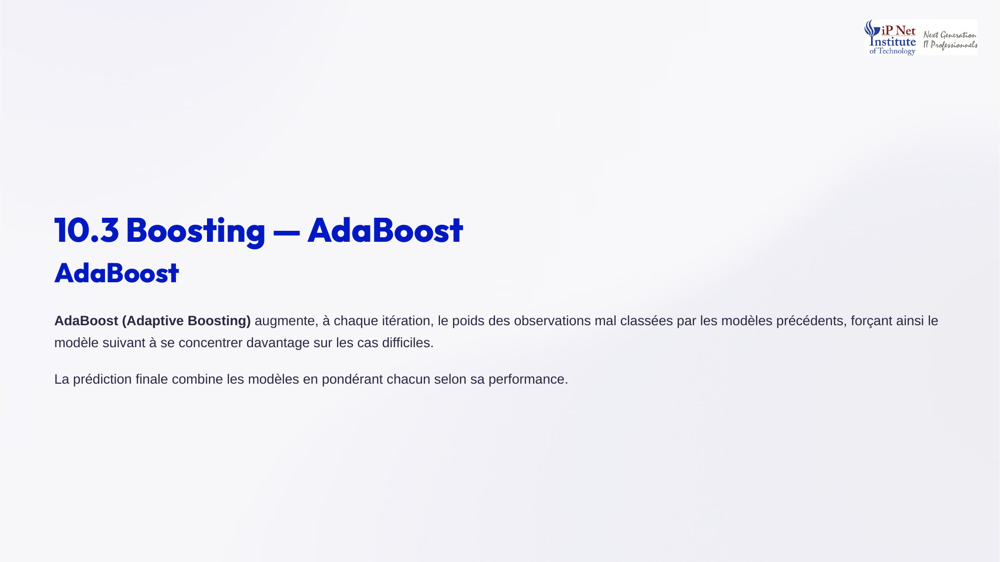 iP Net
Institute
of Technology
Next Generation
IT Professionnels
10.3 Boosting — AdaBoost
AdaBoost
AdaBoost (Adaptive Boosting) augmente, à chaque itération, le poids des observations mal classées par les modèles précédents, forçant ainsi le
modèle suivant à se concentrer davantage sur les cas difficiles.
La prédiction finale combine les modèles en pondérant chacun selon sa performance.